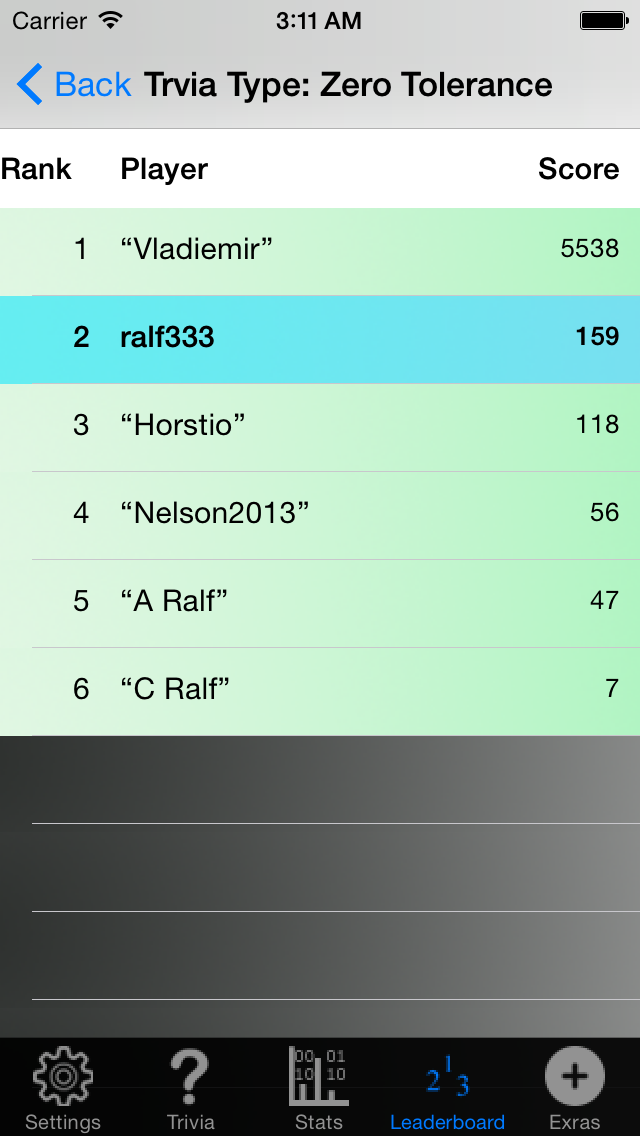 Carrier 3:11 AM
Back Trvia Type: Zero Tolerance
Rank Player Score
1 “Vladiemir” 5538
2 ralf333 159
3 “Horstio” 118
4 “Nelson2013” 56
5 “A Ralf” 47
6 “C Ralf” 7
00 01
10 10
2 1 3
Settings Trivia Stats Leaderboard Exras